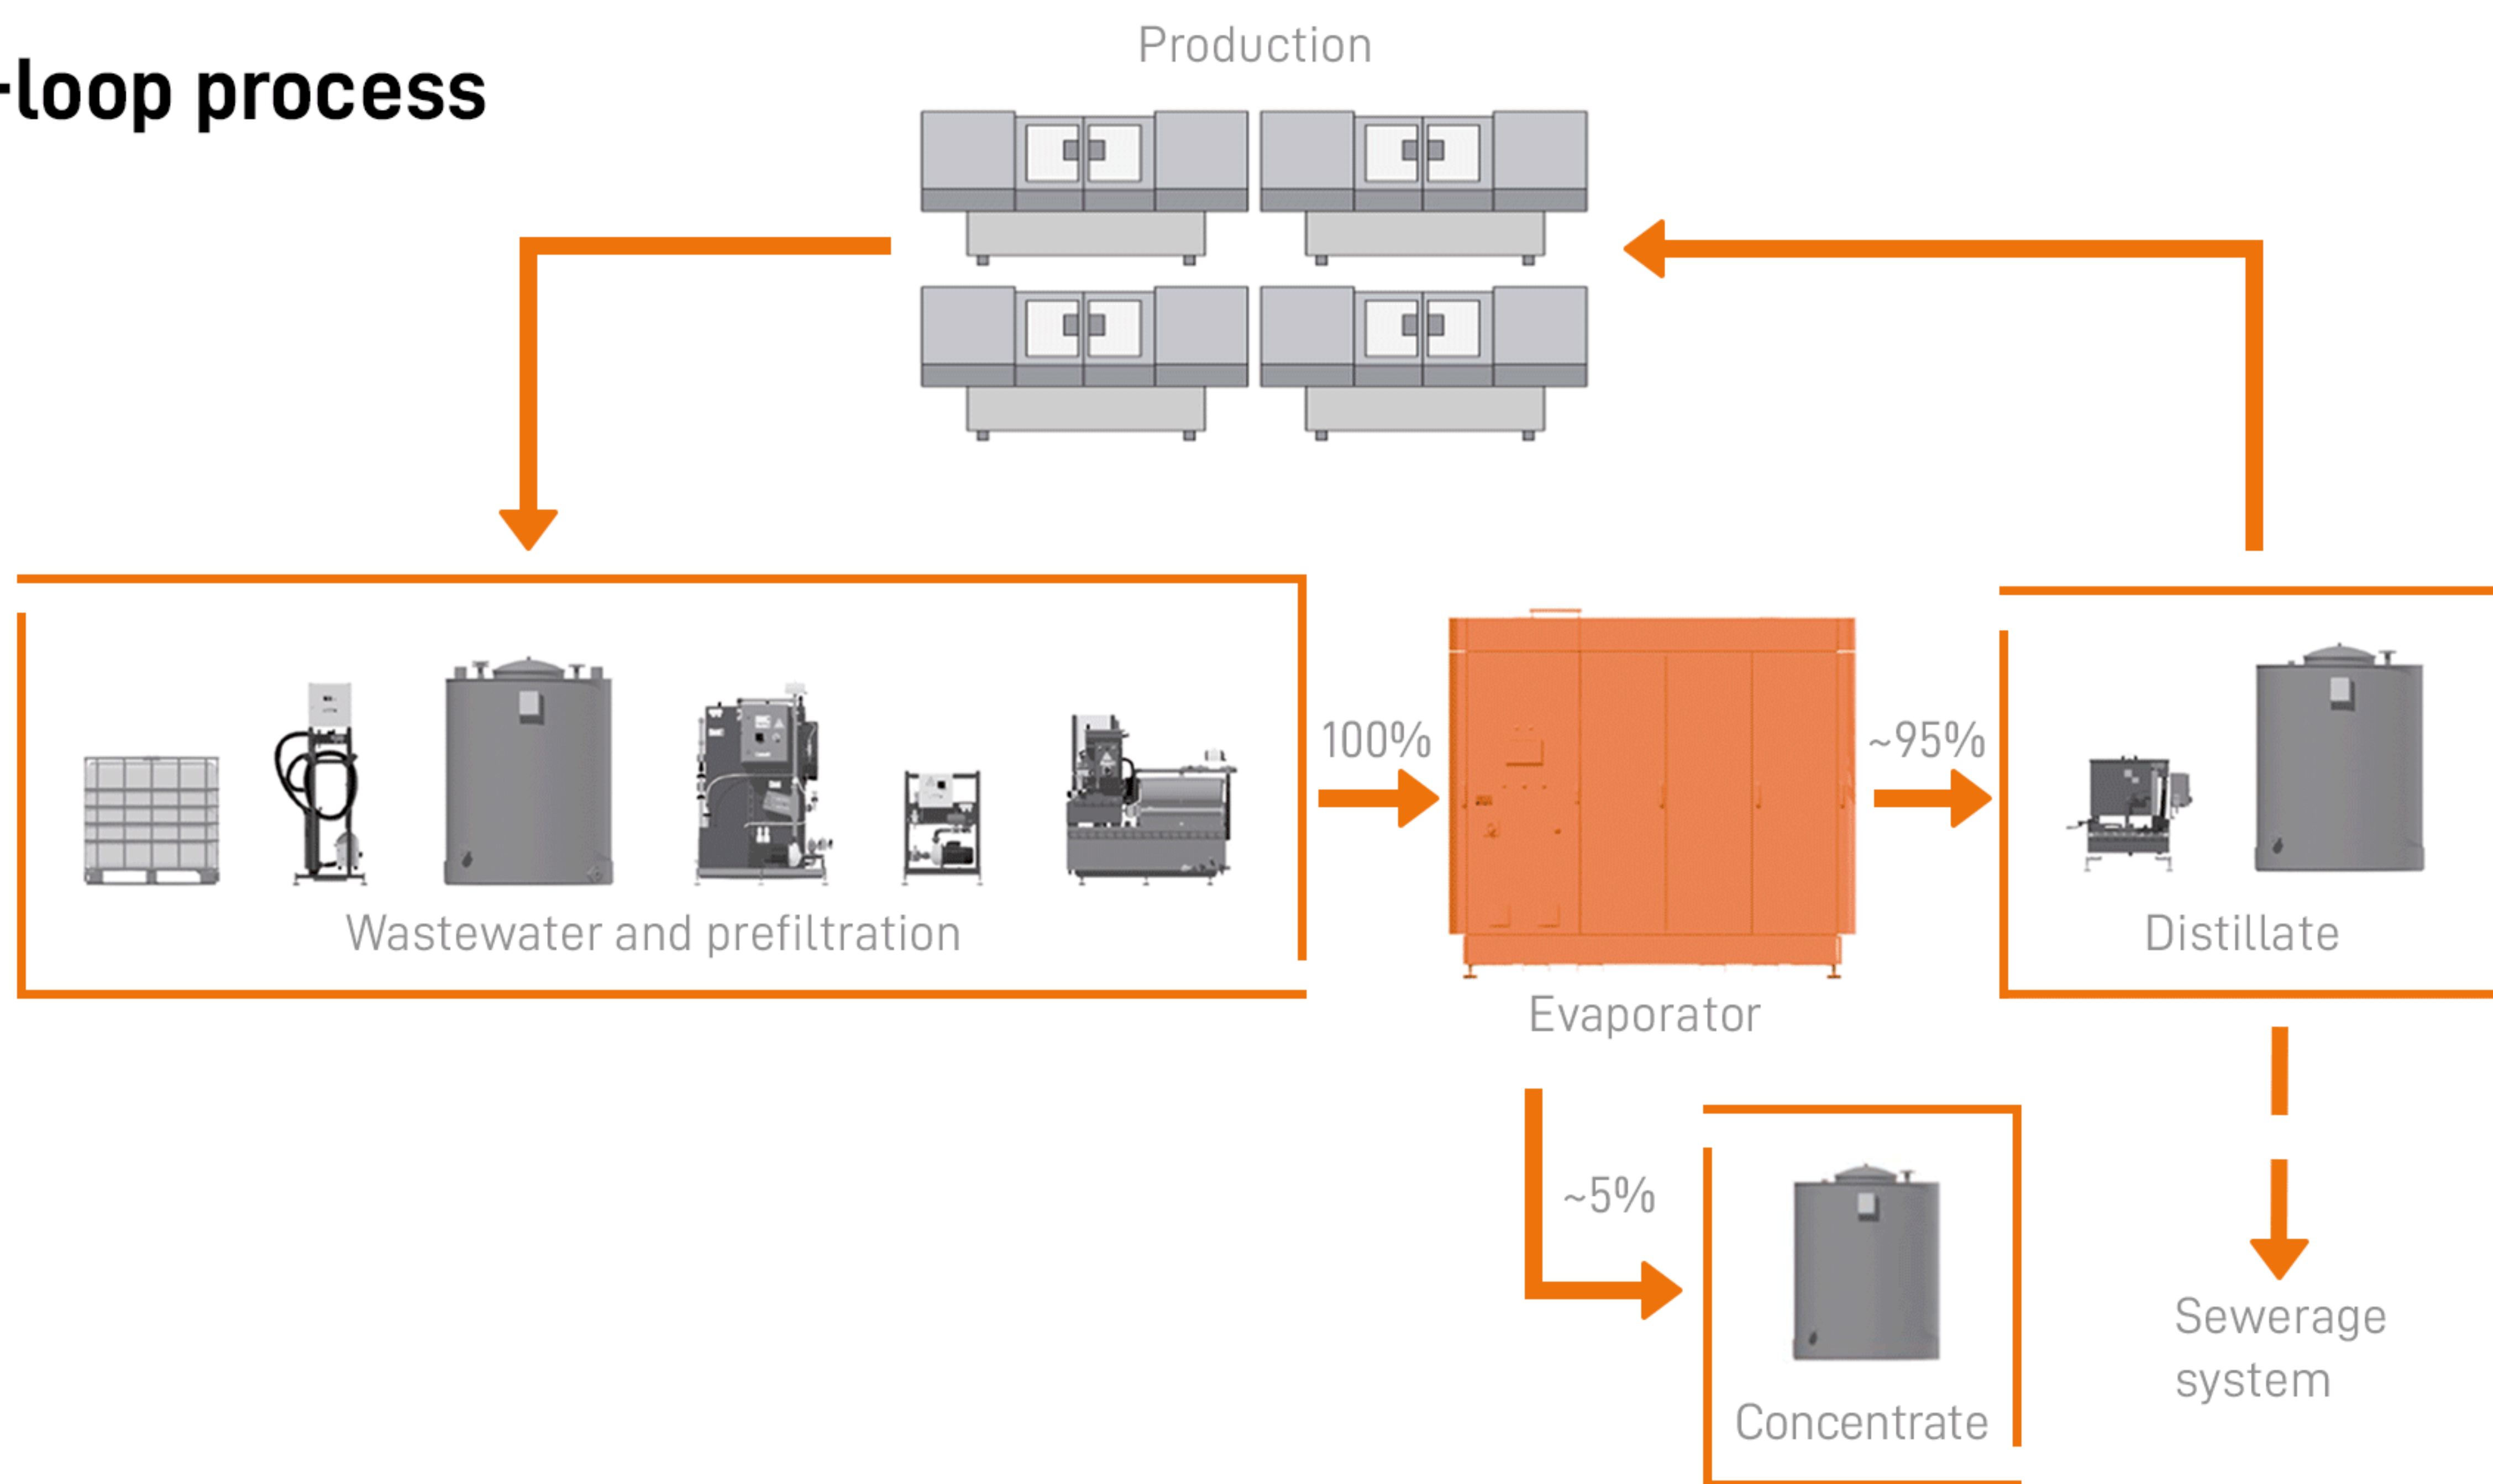 -loop process
Production
100%
~95%
Wastewater and prefiltration
Distillate
Evaporator
~5%
Sewerage
system
Concentrate